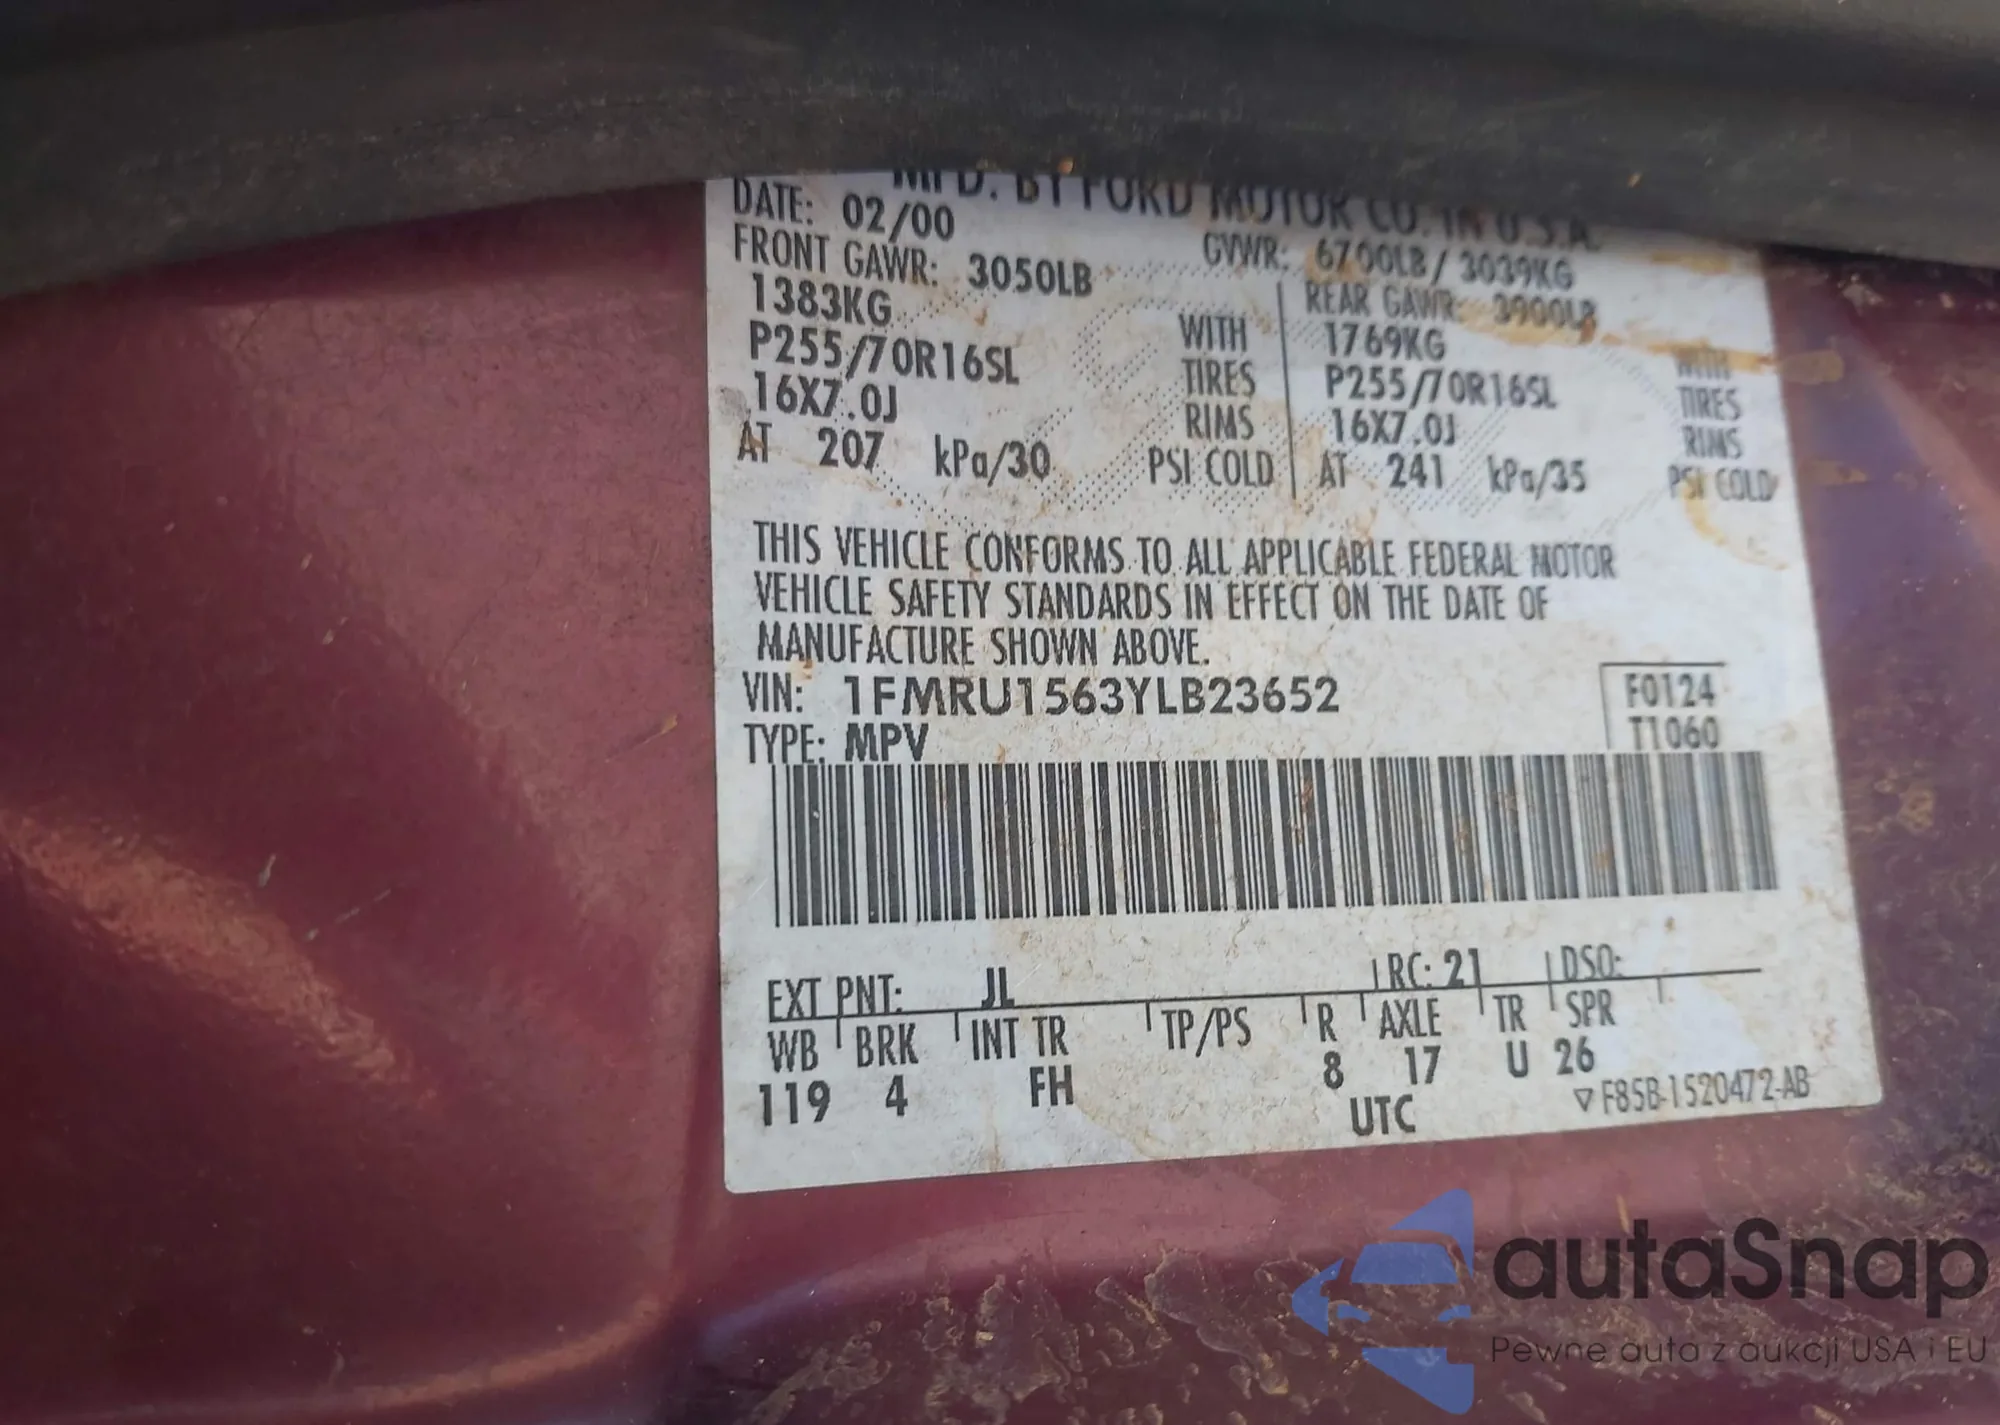 MFD. BY FORD MOTOR CO. IN U.S.A.
DATE: 02/00 GVWR: 6700LB / 3039KG
FRONT GAWR: 3050LB REAR GAWR: 3900LB
1383KG WITH 1769KG WITH
P255/70R16SL TIRES P255/70R16SL TIRES
16X7.0J RIMS 16X7.0J RIMS
AT 207 kPa/30 PSI COLD AT 241 kPa/35 PSI COLD
THIS VEHICLE CONFORMS TO ALL APPLICABLE FEDERAL MOTOR
VEHICLE SAFETY STANDARDS IN EFFECT ON THE DATE OF
MANUFACTURE SHOWN ABOVE.
VIN: 1FMRU1563YLB23652 F0124
TYPE: MPV T1060
EXT PNT: JL RC: 21 DSO:
WB BRK INT TR TP/PS R AXLE TR SPR
119 4 FH 8 17 U 26
UTC ▽ F85B-1520472-AB
autaSnap
Pewne auta z aukcji USA i EU